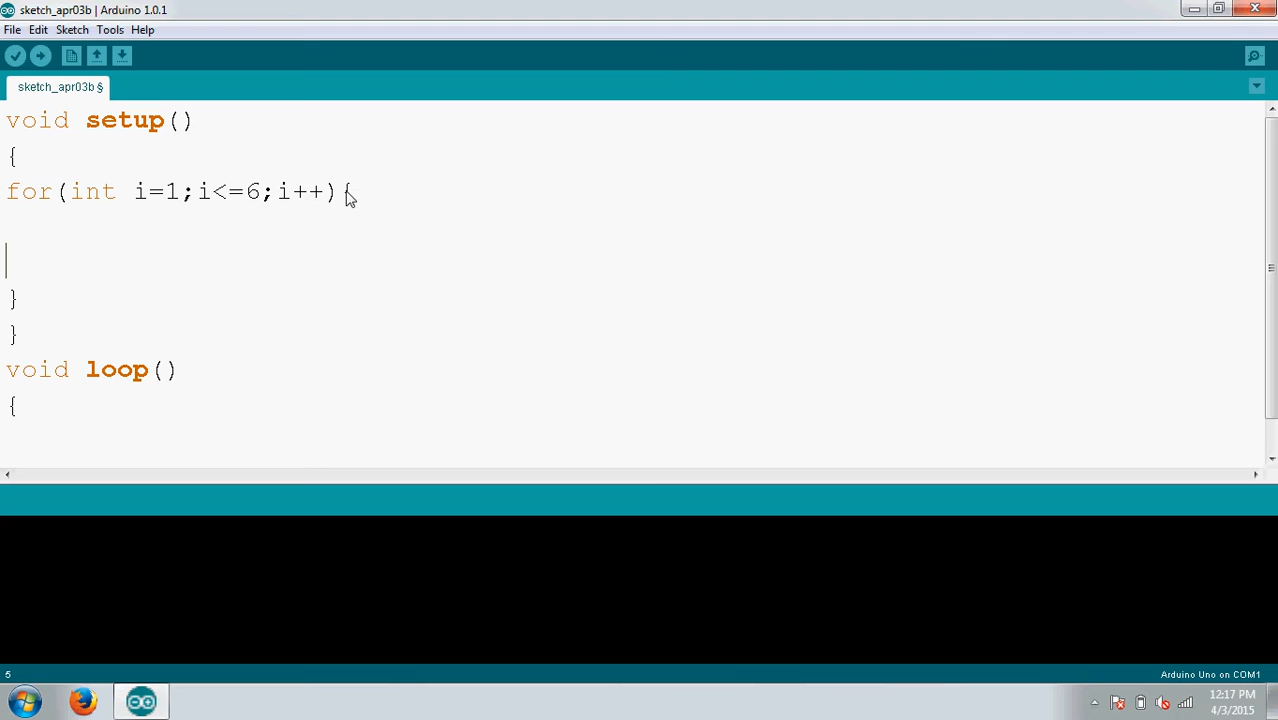 sketch_apr03b | Arduino 1.0.1
File Edit Sketch Tools Help
sketch_apr03b §
void setup()
{
for(int i=1;i<=6;i++){
}
}
void loop()
{
5
Arduino Uno on COM1
12:17 PM
4/3/2015